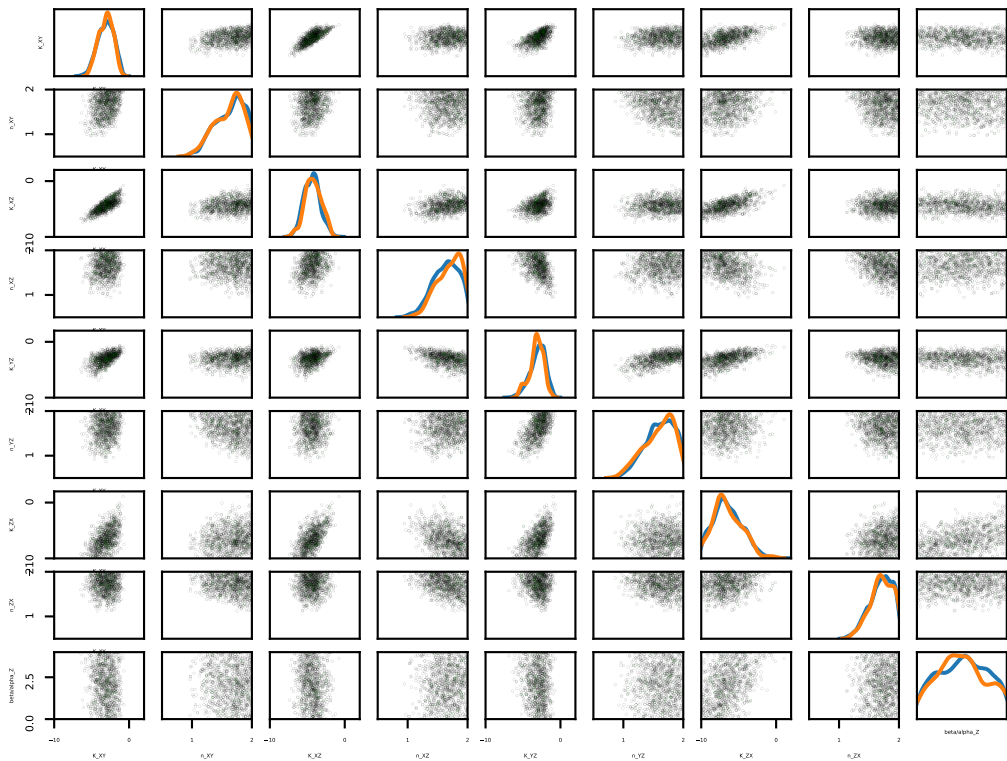 K_XY
2
n_XY
1
0
K_XZ
10
2
n_XZ
1
0
K_YZ
10
2
n_YZ
1
0
K_ZX
10
2
n_ZX
1
2.5
beta/alpha_Z
0.0
−10 0 1 2 −10 0 1 2 −10 0 1 2 −10 0 1 2
beta/alpha_Z
K_XY n_XY K_XZ n_XZ K_YZ n_YZ K_ZX n_ZX